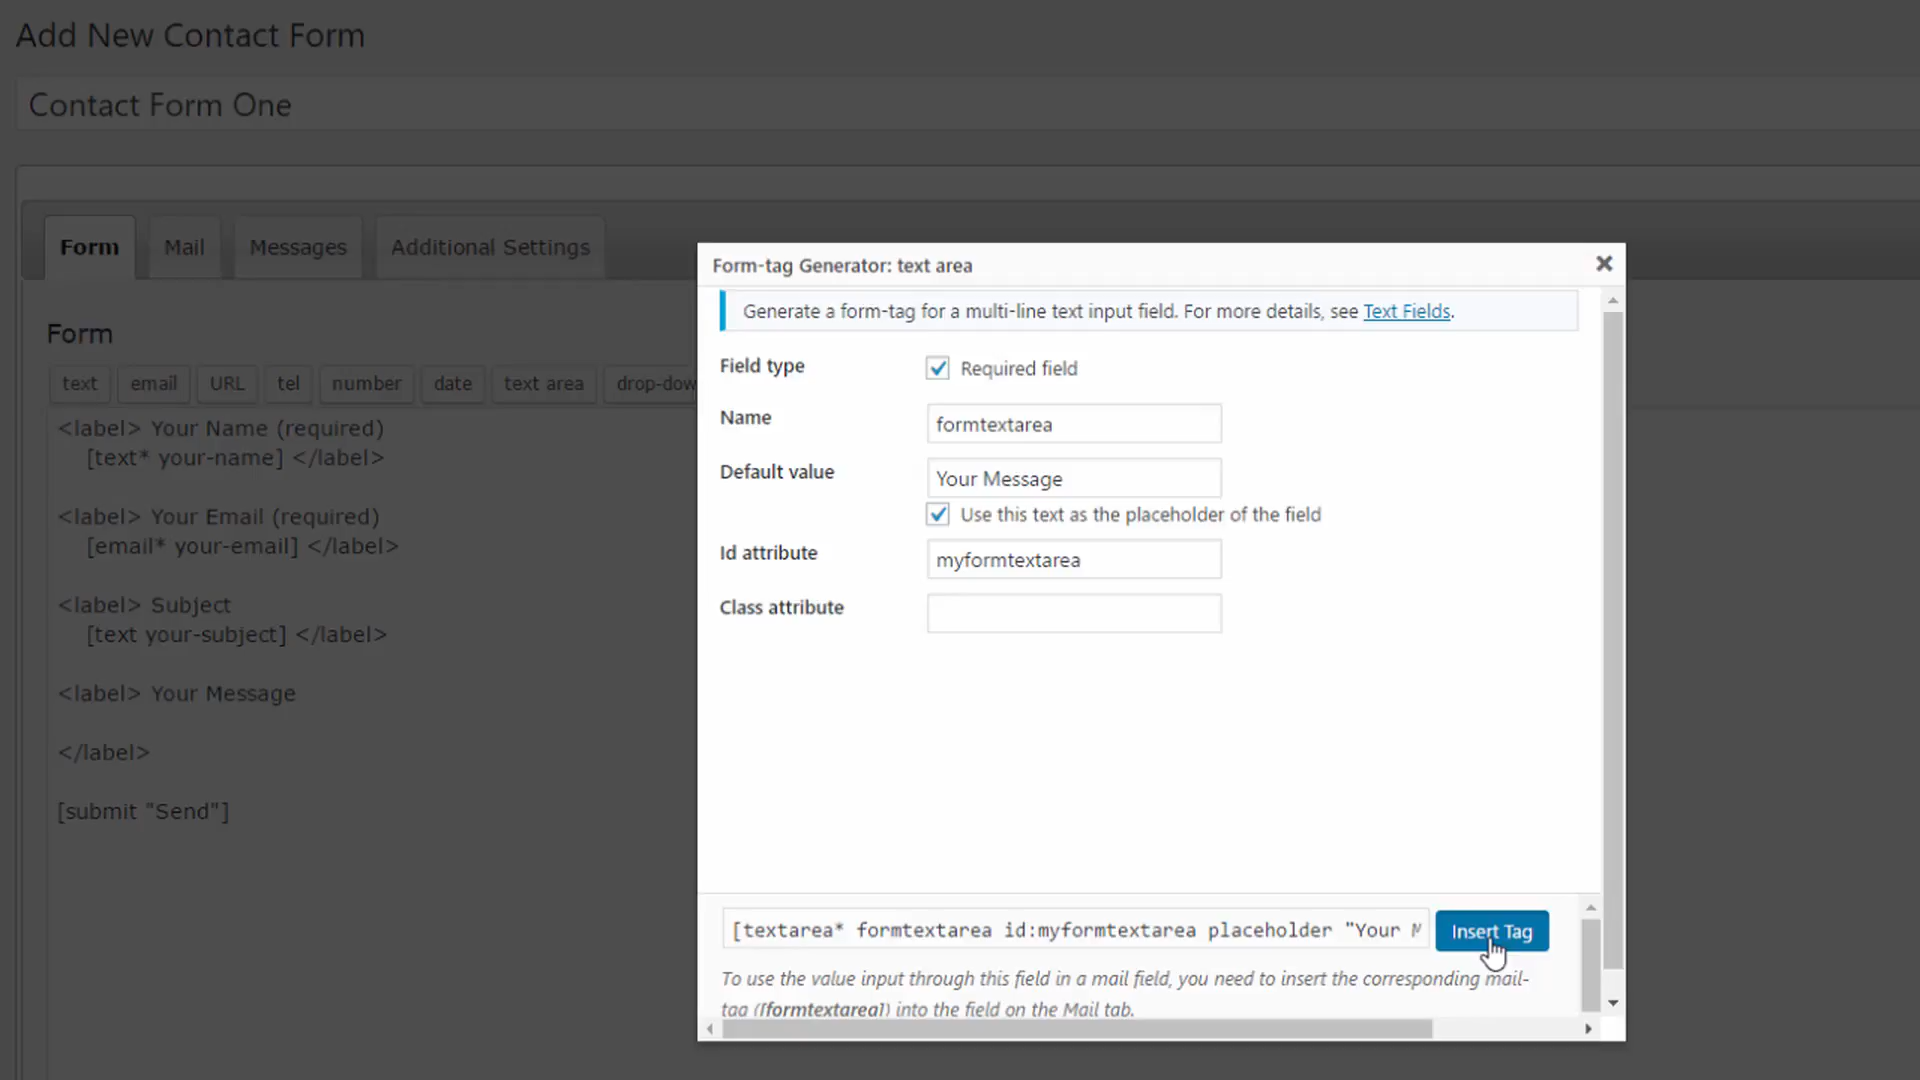 Add New Contact Form
Contact Form One
Form
Mail
Messages
Additional Settings
Form
text
email
URL
tel
number
date
text area
drop-dow
<label> Your Name (required)
[text* your-name] </label>
<label> Your Email (required)
[email* your-email] </label>
<label> Subject
[text your-subject] </label>
<label> Your Message
</label>
[submit "Send"]
Form-tag Generator: text area
Generate a form-tag for a multi-line text input field. For more details, see Text Fields.
Field type
Required field
Name
formtextarea
Default value
Your Message
Use this text as the placeholder of the field
Id attribute
myformtextarea
Class attribute
[textarea* formtextarea id:myformtextarea placeholder "Your
Insert Tag
To use the value input through this field in a mail field, you need to insert the corresponding mail-
tag ([formtextarea]) into the field on the Mail tab.